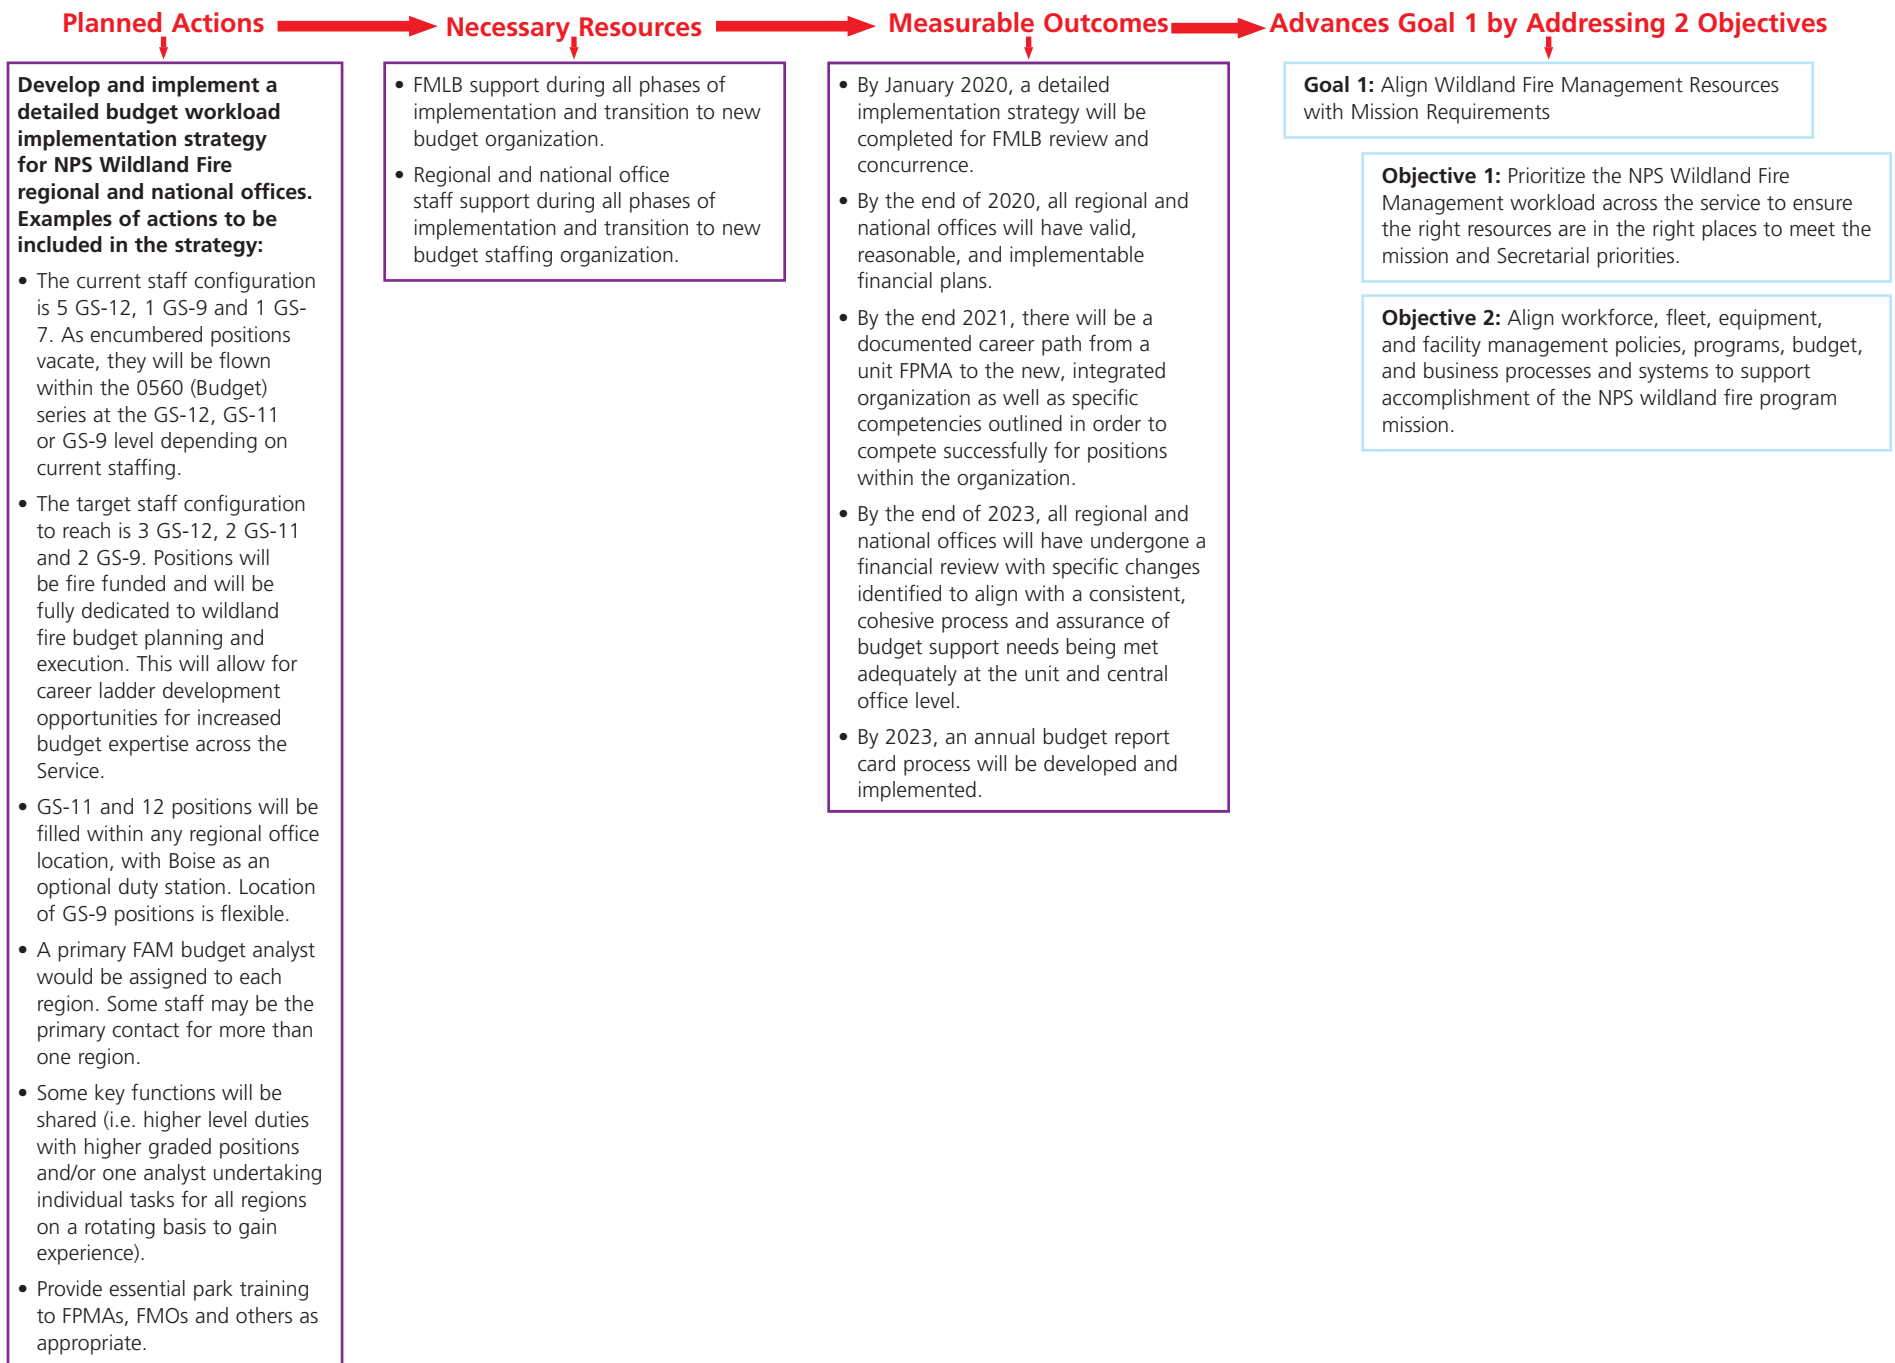 Planned Actions
Necessary Resources
Measurable Outcomes
Advances Goal 1 by Addressing 2 Objectives
Develop and implement a
detailed budget workload
implementation strategy
for NPS Wildland Fire
regional and national offices.
Examples of actions to be
included in the strategy:
• The current staff configuration
is 5 GS-12, 1 GS-9 and 1 GS-
7. As encumbered positions
vacate, they will be flown
within the 0560 (Budget)
series at the GS-12, GS-11
or GS-9 level depending on
current staffing.
• The target staff configuration
to reach is 3 GS-12, 2 GS-11
and 2 GS-9. Positions will
be fire funded and will be
fully dedicated to wildland
fire budget planning and
execution. This will allow for
career ladder development
opportunities for increased
budget expertise across the
Service.
• GS-11 and 12 positions will be
filled within any regional office
location, with Boise as an
optional duty station. Location
of GS-9 positions is flexible.
• A primary FAM budget analyst
would be assigned to each
region. Some staff may be the
primary contact for more than
one region.
• Some key functions will be
shared (i.e. higher level duties
with higher graded positions
and/or one analyst undertaking
individual tasks for all regions
on a rotating basis to gain
experience).
• Provide essential park training
to FPMAs, FMOs and others as
appropriate.
• FMLB support during all phases of
implementation and transition to new
budget organization.
• Regional and national office
staff support during all phases of
implementation and transition to new
budget staffing organization.
• By January 2020, a detailed
implementation strategy will be
completed for FMLB review and
concurrence.
• By the end of 2020, all regional and
national offices will have valid,
reasonable, and implementable
financial plans.
• By the end 2021, there will be a
documented career path from a
unit FPMA to the new, integrated
organization as well as specific
competencies outlined in order to
compete successfully for positions
within the organization.
• By the end of 2023, all regional and
national offices will have undergone a
financial review with specific changes
identified to align with a consistent,
cohesive process and assurance of
budget support needs being met
adequately at the unit and central
office level.
• By 2023, an annual budget report
card process will be developed and
implemented.
Goal 1: Align Wildland Fire Management Resources
with Mission Requirements
Objective 1: Prioritize the NPS Wildland Fire
Management workload across the service to ensure
the right resources are in the right places to meet the
mission and Secretarial priorities.
Objective 2: Align workforce, fleet, equipment,
and facility management policies, programs, budget,
and business processes and systems to support
accomplishment of the NPS wildland fire program
mission.